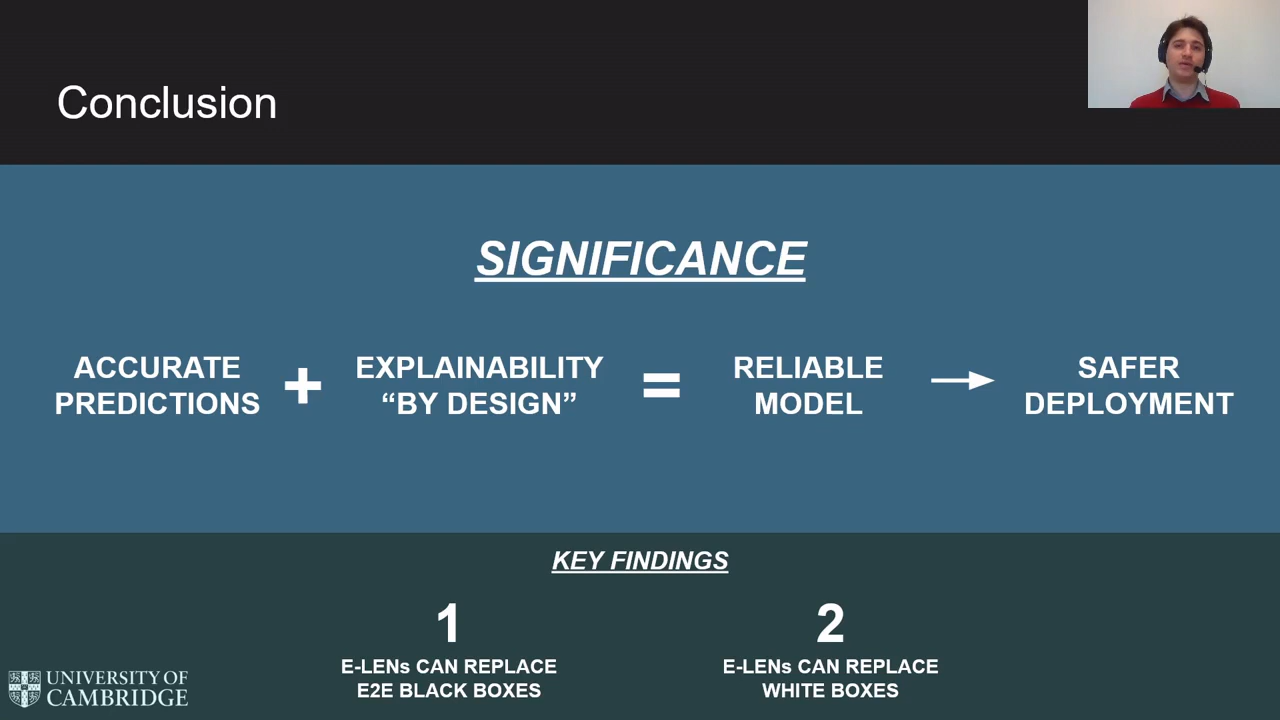 Conclusion
SIGNIFICANCE
ACCURATE
PREDICTIONS
+
EXPLAINABILITY
“BY DESIGN”
=
RELIABLE
MODEL
SAFER
DEPLOYMENT
KEY FINDINGS
1
E-LENs CAN REPLACE
E2E BLACK BOXES
2
E-LENs CAN REPLACE
WHITE BOXES
UNIVERSITY OF
CAMBRIDGE